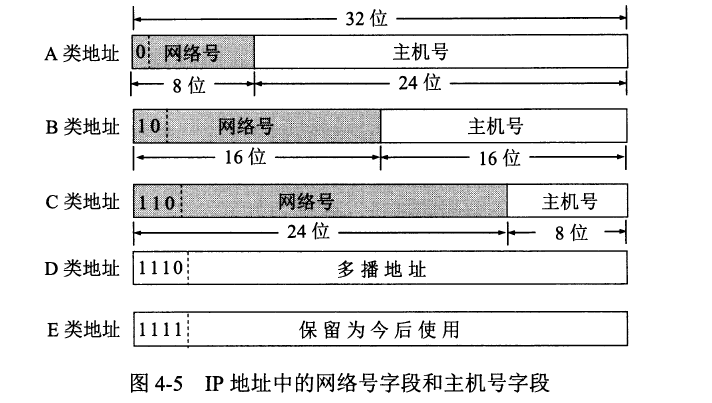 32 位
A 类地址 0 网络号 主机号
8 位 24 位
B 类地址 10 网络号 主机号
16 位 16 位
C 类地址 110 网络号 主机号
24 位 8 位
D 类地址 1110 多播地址
E 类地址 1111 保留为今后使用
图 4-5 IP 地址中的网络号字段和主机号字段